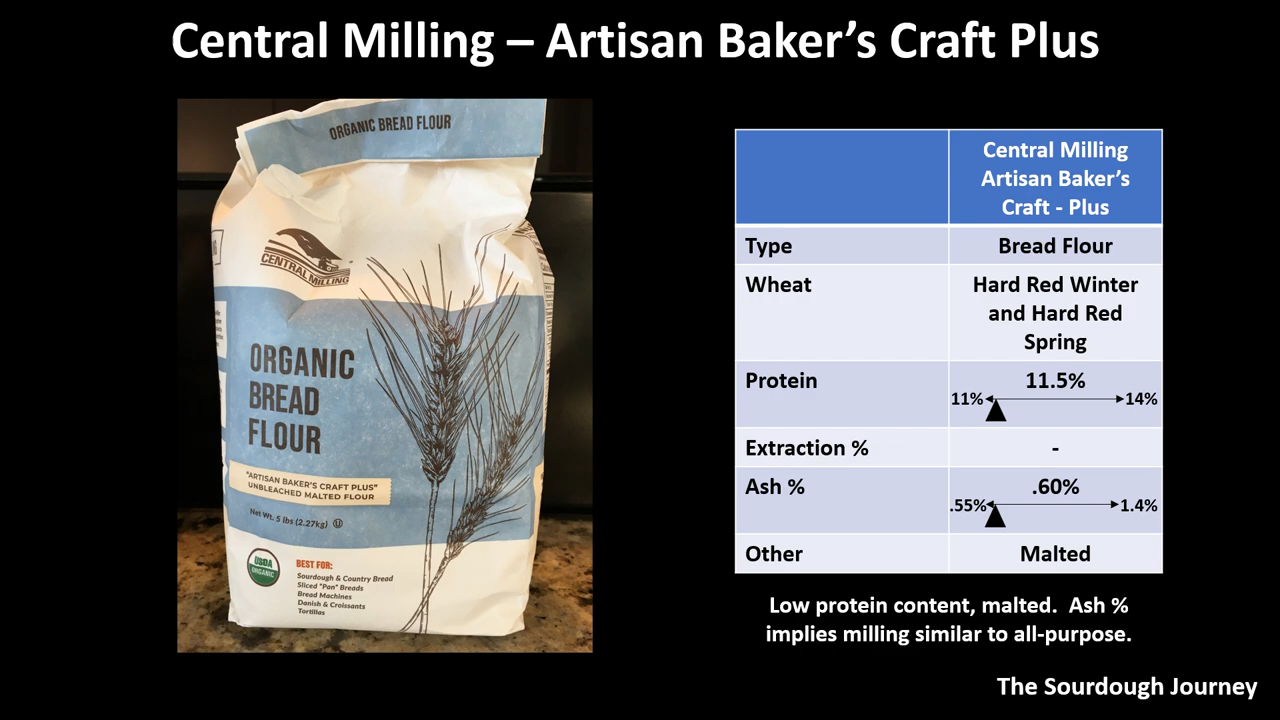 Central Milling – Artisan Baker's Craft Plus
ORGANIC BREAD FLOUR
CENTRAL MILLING
ORGANIC
BREAD
FLOUR
"ARTISAN BAKER'S CRAFT PLUS"
UNBLEACHED MALTED FLOUR
Net Wt. 5 lbs (2.27kg) U
USDA
ORGANIC
BEST FOR:
Sourdough & Country Bread
Sliced "Pan" Breads
Bread Machines
Danish & Croissants
Tortillas
Central Milling
Artisan Baker's
Craft - Plus
Type Bread Flour
Wheat Hard Red Winter
and Hard Red
Spring
Protein 11.5%
11% 14%
Extraction % -
Ash % .60%
.55% 1.4%
Other Malted
Low protein content, malted. Ash %
implies milling similar to all-purpose.
The Sourdough Journey